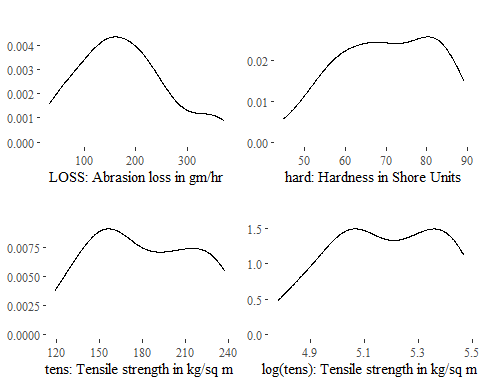 0.004
0.003
0.002
0.001
0.000
100 200 300
LOSS: Abrasion loss in gm/hr
0.02
0.01
0.00
50 60 70 80 90
hard: Hardness in Shore Units
0.0075
0.0050
0.0025
0.0000
120 150 180 210 240
tens: Tensile strength in kg/sq m
1.5
1.0
0.5
0.0
4.9 5.1 5.3 5.5
log(tens): Tensile strength in kg/sq m